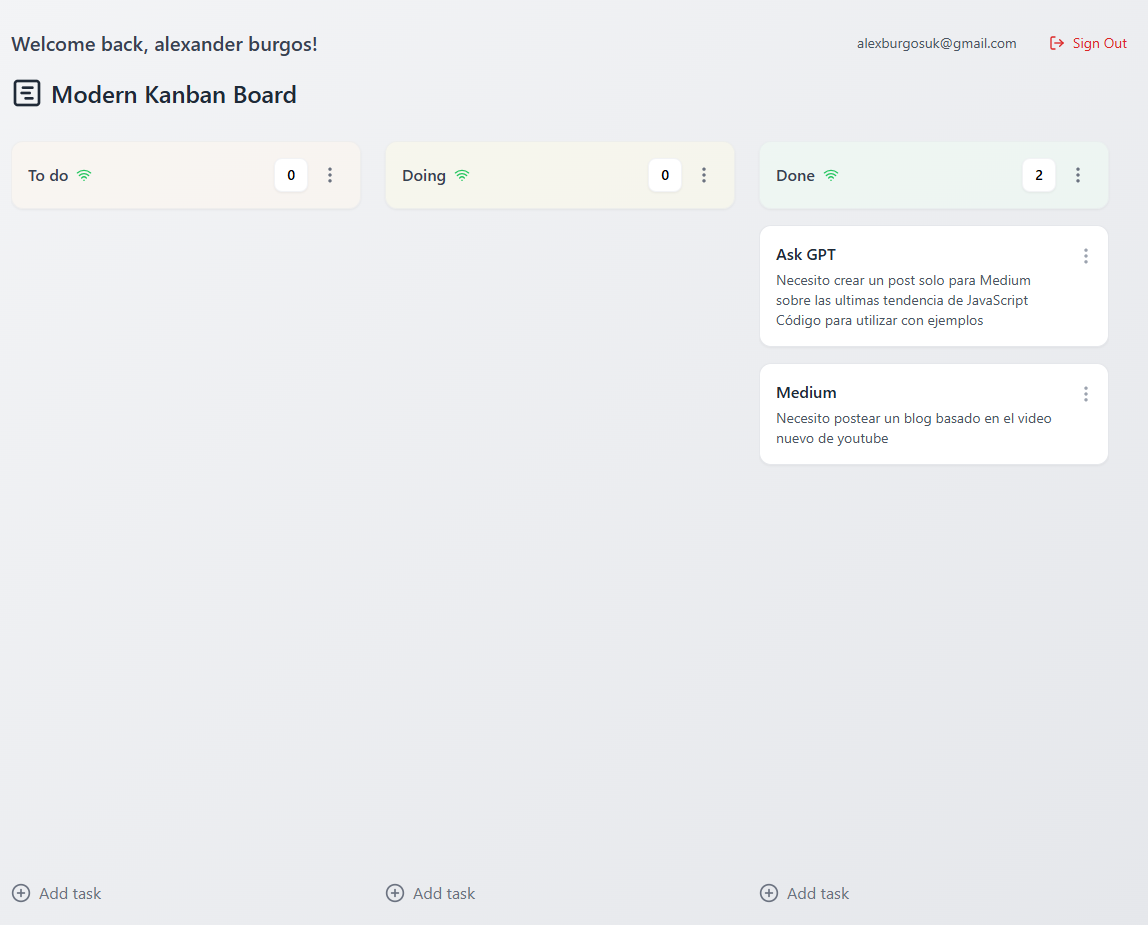 Welcome back, alexander burgos!
alexburgosuk@gmail.com
Sign Out
Modern Kanban Board
To do
0
Doing
0
Done
2
Ask GPT
Necesito crear un post solo para Medium
sobre las ultimas tendencia de JavaScript
Código para utilizar con ejemplos
Medium
Necesito postear un blog basado en el video
nuevo de youtube
Add task
Add task
Add task